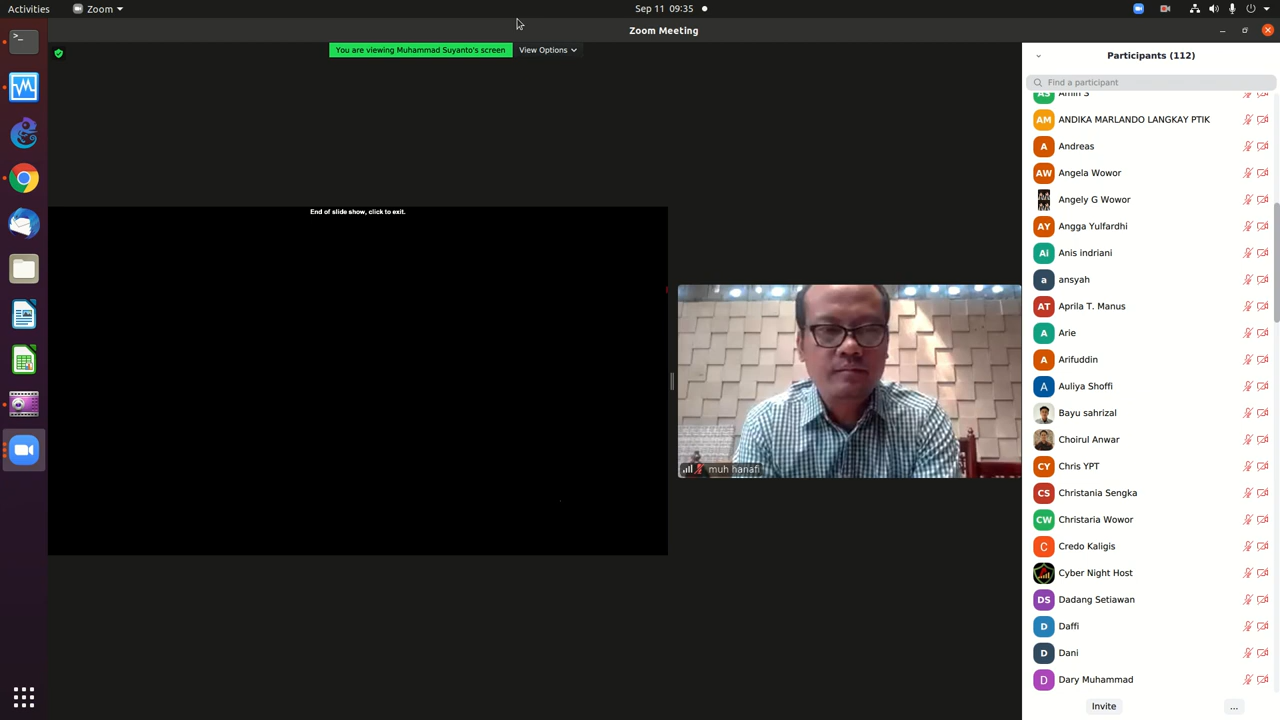 Activities
Zoom
Sep 11 09:35
Zoom Meeting
You are viewing Muhammad Suyanto's screen
View Options
Participants (112)
Find a participant
AS Amin S
AM ANDIKA MARLANDO LANGKAY PTIK
A Andreas
AW Angela Wowor
Angely G Wowor
AY Angga Yulfardhi
Ai Anis indriani
a ansyah
AT Aprila T. Manus
A Arie
A Arifuddin
A Auliya Shoffi
Bayu sahrizal
Choirul Anwar
CY Chris YPT
CS Christania Sengka
CW Christaria Wowor
C Credo Kaligis
Cyber Night Host
DS Dadang Setiawan
D Daffi
D Dani
D Dary Muhammad
Invite
...
End of slide show, click to exit.
muh hanafi